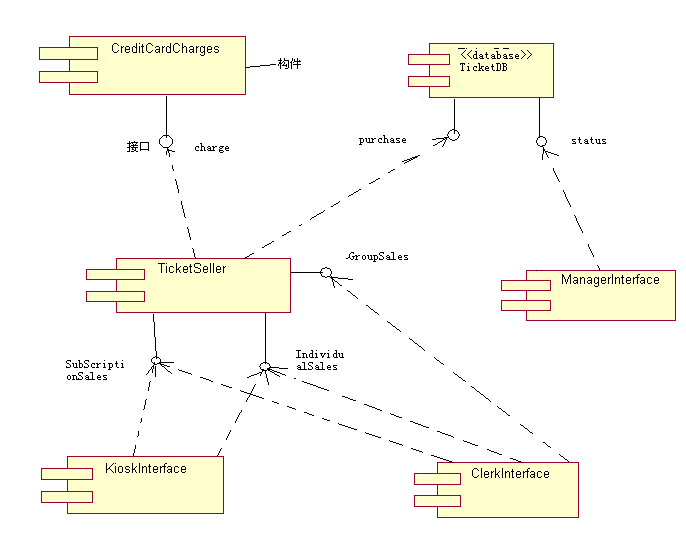 CreditCardCharges
构件
<<database>>
TicketDB
接口
charge
purchase
status
TicketSeller
GroupSales
ManagerInterface
SubScripti
onSales
Individu
alSales
KioskInterface
ClerkInterface